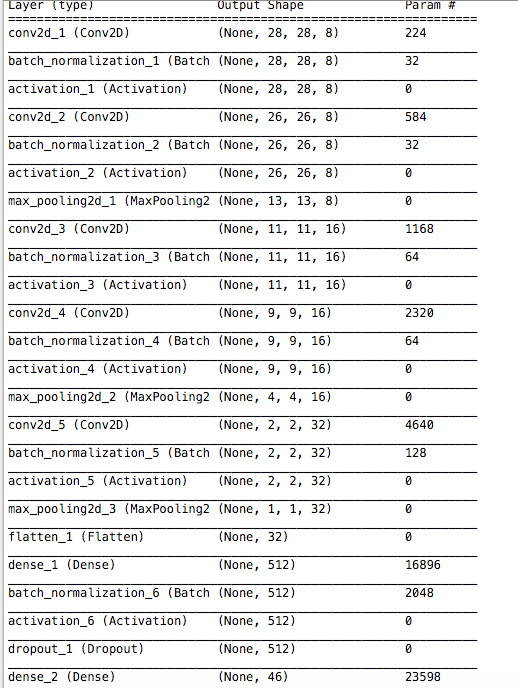 Layer (type) Output Shape Param #
=================================================================
conv2d_1 (Conv2D) (None, 28, 28, 8) 224
batch_normalization_1 (Batch (None, 28, 28, 8) 32
activation_1 (Activation) (None, 28, 28, 8) 0
conv2d_2 (Conv2D) (None, 26, 26, 8) 584
batch_normalization_2 (Batch (None, 26, 26, 8) 32
activation_2 (Activation) (None, 26, 26, 8) 0
max_pooling2d_1 (MaxPooling2 (None, 13, 13, 8) 0
conv2d_3 (Conv2D) (None, 11, 11, 16) 1168
batch_normalization_3 (Batch (None, 11, 11, 16) 64
activation_3 (Activation) (None, 11, 11, 16) 0
conv2d_4 (Conv2D) (None, 9, 9, 16) 2320
batch_normalization_4 (Batch (None, 9, 9, 16) 64
activation_4 (Activation) (None, 9, 9, 16) 0
max_pooling2d_2 (MaxPooling2 (None, 4, 4, 16) 0
conv2d_5 (Conv2D) (None, 2, 2, 32) 4640
batch_normalization_5 (Batch (None, 2, 2, 32) 128
activation_5 (Activation) (None, 2, 2, 32) 0
max_pooling2d_3 (MaxPooling2 (None, 1, 1, 32) 0
flatten_1 (Flatten) (None, 32) 0
dense_1 (Dense) (None, 512) 16896
batch_normalization_6 (Batch (None, 512) 2048
activation_6 (Activation) (None, 512) 0
dropout_1 (Dropout) (None, 512) 0
dense_2 (Dense) (None, 46) 23598